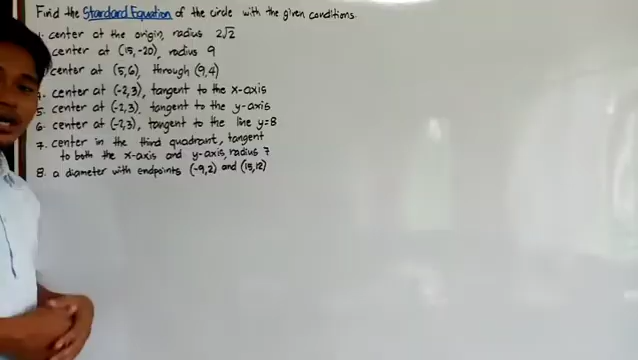 Find the Standard Equation of the circle with the given conditions.
1. center at the origin, radius 2√2
center at (15,-20), radius 9
center at (5,6), through (9,4)
4. center at (-2,3), tangent to the x-axis
5. center at (-2,3), tangent to the y-axis
6. center at (-2,3), tangent to the line y=8
7. center in the third quadrant, tangent
to both the x-axis and y-axis, radius 7
8. a diameter with endpoints (-9,2) and (15,12)